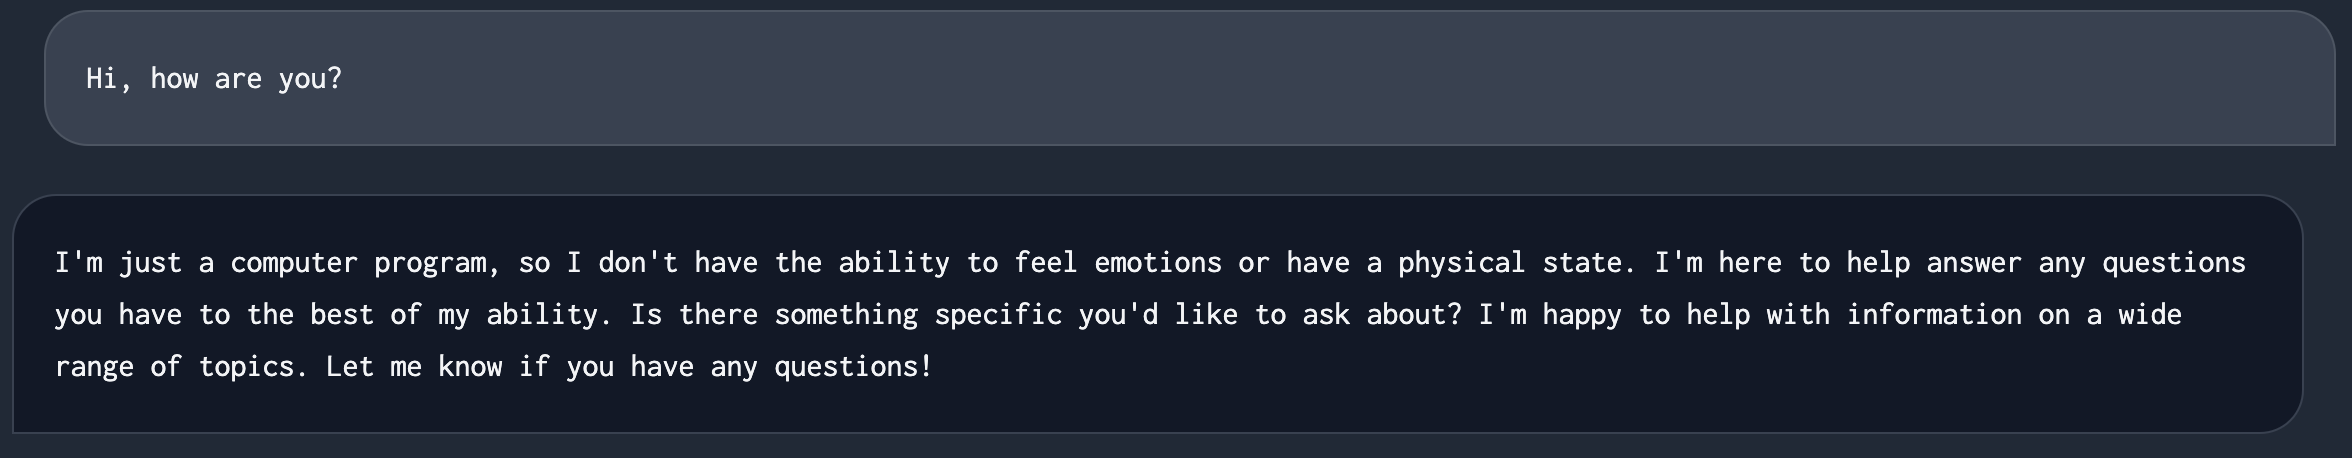 Hi, how are you?
I'm just a computer program, so I don't have the ability to feel emotions or have a physical state. I'm here to help answer any questions
you have to the best of my ability. Is there something specific you'd like to ask about? I'm happy to help with information on a wide
range of topics. Let me know if you have any questions!